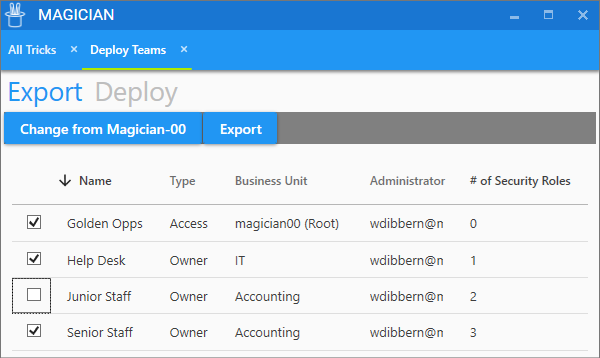 MAGICIAN
All Tricks Deploy Teams
Export Deploy
Change from Magician-00 Export
Name Type Business Unit Administrator # of Security Roles
Golden Opps Access magician00 (Root) wdibbern@n 0
Help Desk Owner IT wdibbern@n 1
Junior Staff Owner Accounting wdibbern@n 2
Senior Staff Owner Accounting wdibbern@n 3